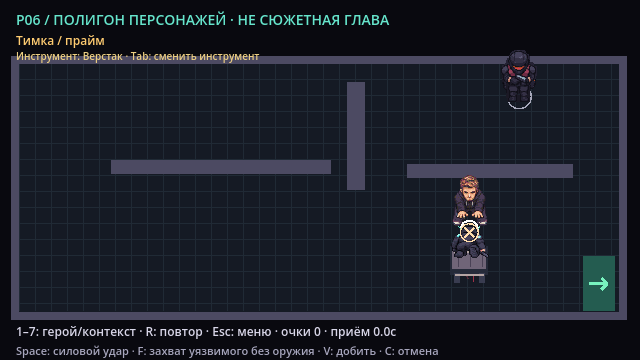 P06 / ПОЛИГОН ПЕРСОНАЖЕЙ · НЕ СЮЖЕТНАЯ ГЛАВА
Тимка / прайм
Инструмент: Верстак · Tab: сменить инструмент
1–7: герой/контекст · R: повтор · Esc: меню · очки 0 · приём 0.0с
Space: силовой удар · F: захват уязвимого без оружия · V: добить · C: отмена